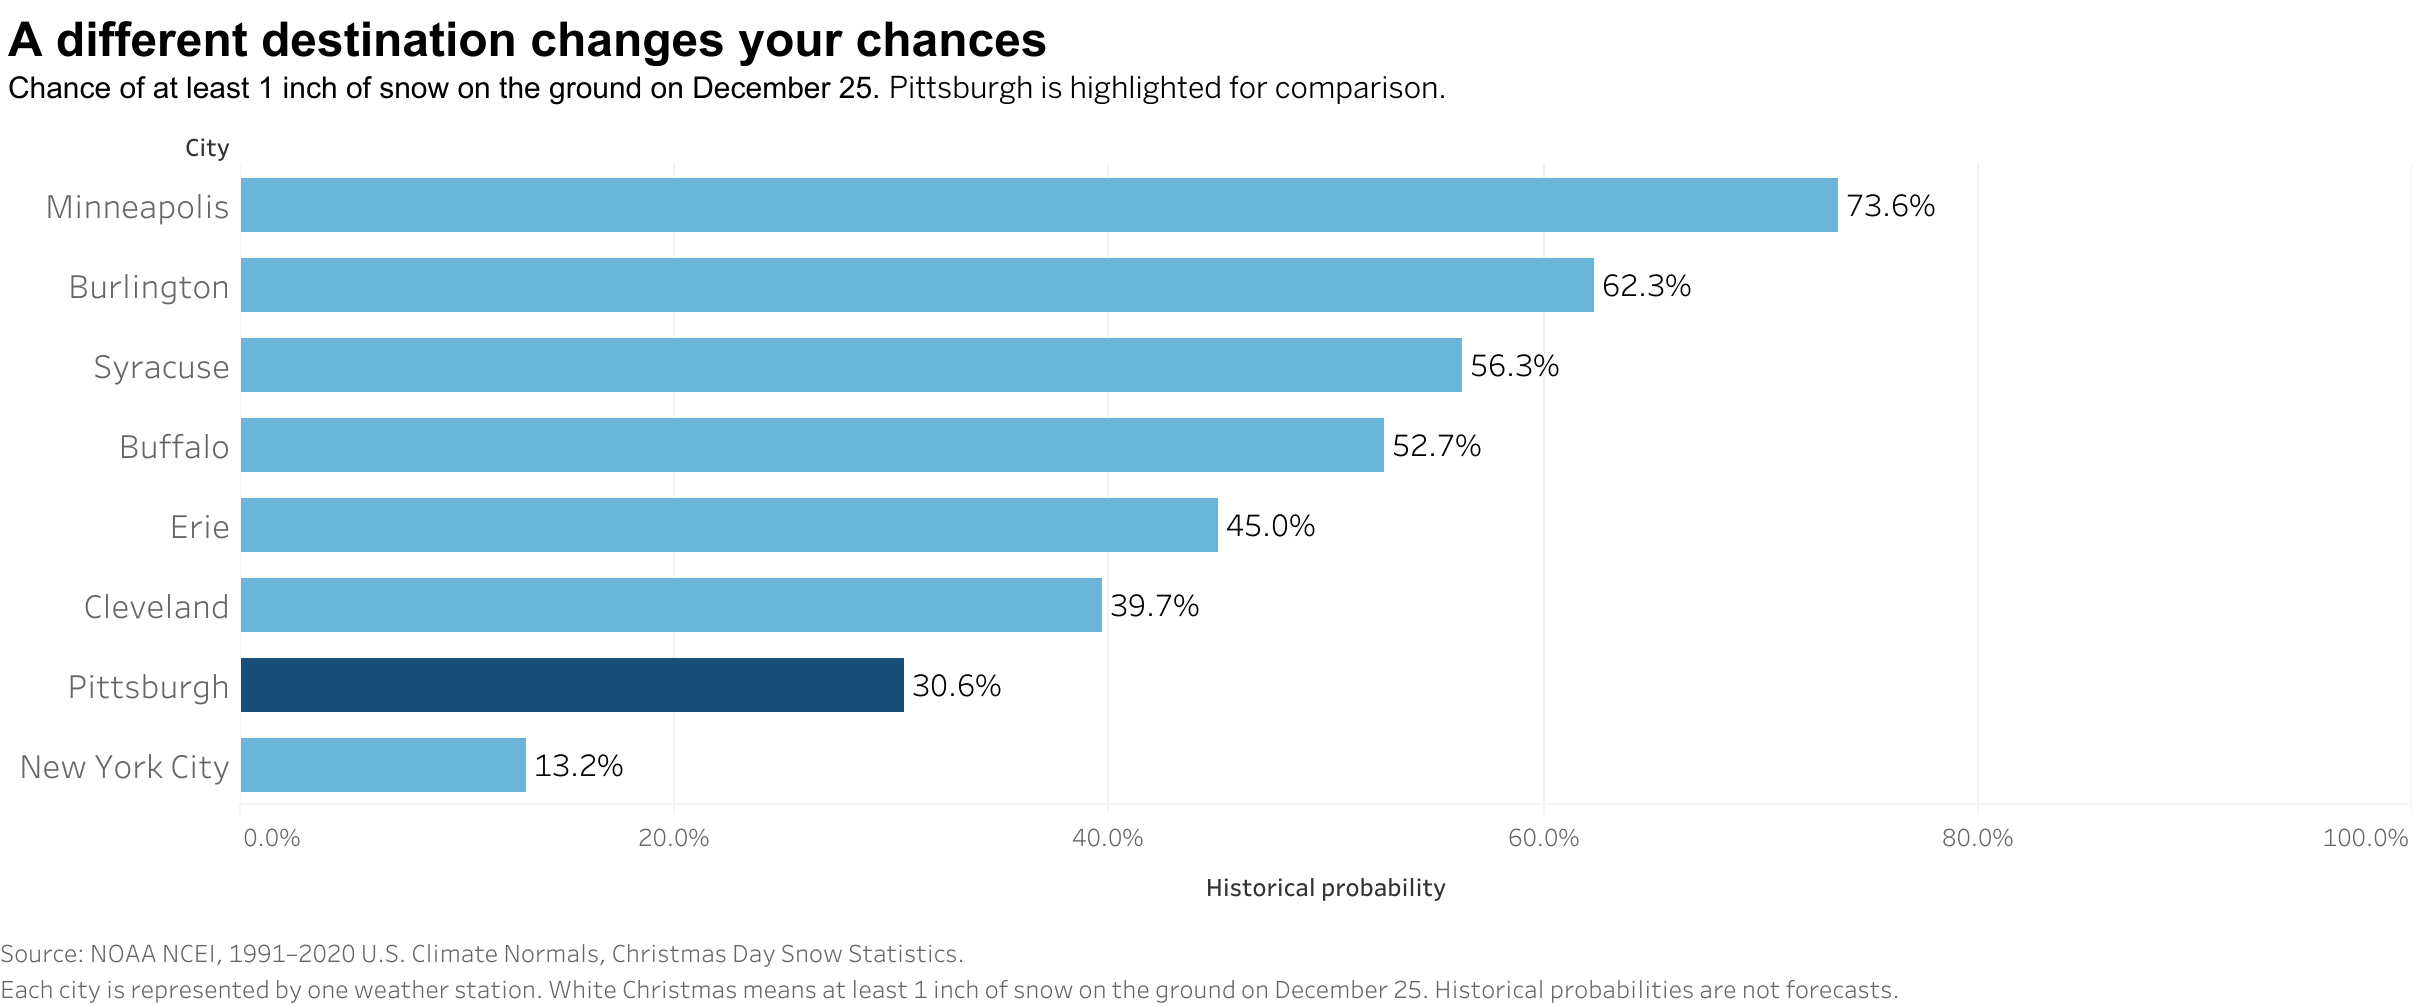 A different destination changes your chances
Chance of at least 1 inch of snow on the ground on December 25. Pittsburgh is highlighted for comparison.
City
Minneapolis 73.6%
Burlington 62.3%
Syracuse 56.3%
Buffalo 52.7%
Erie 45.0%
Cleveland 39.7%
Pittsburgh 30.6%
New York City 13.2%
0.0% 20.0% 40.0% 60.0% 80.0% 100.0%
Historical probability
Source: NOAA NCEI, 1991–2020 U.S. Climate Normals, Christmas Day Snow Statistics.
Each city is represented by one weather station. White Christmas means at least 1 inch of snow on the ground on December 25. Historical probabilities are not forecasts.